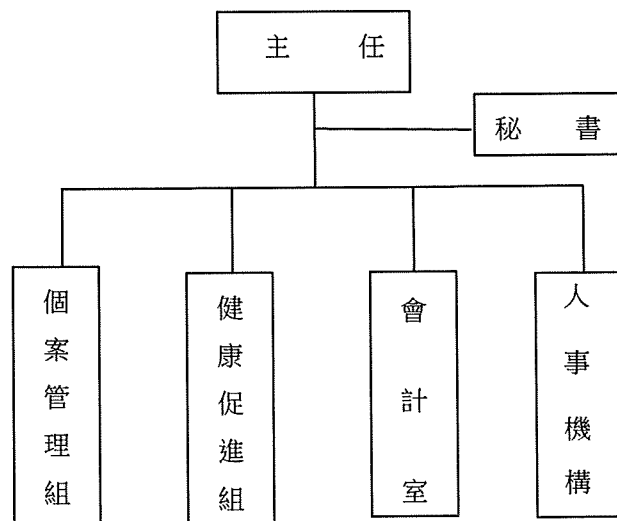 主任
秘書
個案管理組
健康促進組
會計室
人事機構